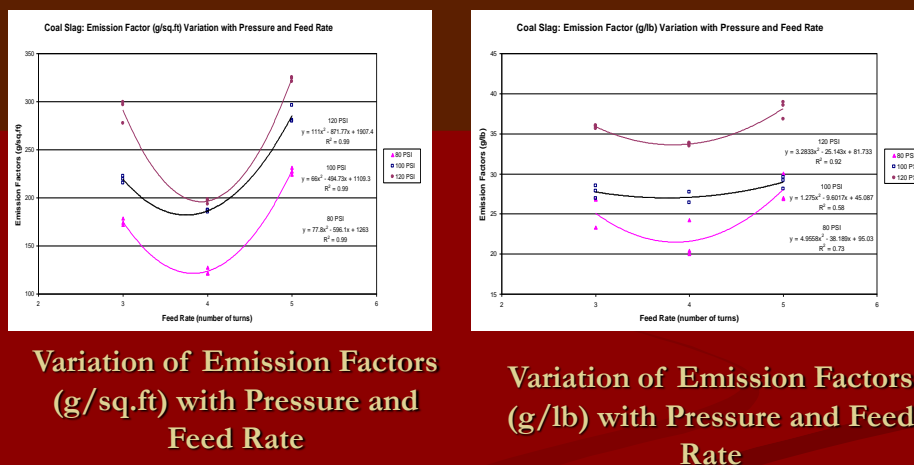 Coal Slag: Emission Factor (g/sq.ft) Variation with Pressure and Feed Rate
350
300
250
200
150
100
Emission Factors (g/sq.ft)
120 PSI
y = 111x² - 871.77x + 1907.4
R² = 0.99
100 PSI
y = 66x² - 494.73x + 1109.3
R² = 0.99
80 PSI
y = 77.8x² - 596.1x + 1263
R² = 0.99
80 PSI
100 PSI
120 PSI
2 3 4 5 6
Feed Rate (number of turns)
Variation of Emission Factors
(g/sq.ft) with Pressure and
Feed Rate
Coal Slag: Emission Factor (g/lb) Variation with Pressure and Feed Rate
45
40
35
30
25
20
15
Emission Factors (g/lb)
120 PSI
y = 3.2833x² - 25.143x + 81.733
R² = 0.92
100 PSI
y = 1.275x² - 9.6017x + 45.087
R² = 0.58
80 PSI
y = 4.9558x² - 38.189x + 95.03
R² = 0.73
80 PS
100 PS
120 PS
2 3 4 5 6
Feed Rate (number of turns)
Variation of Emission Factors
(g/lb) with Pressure and Feed
Rate